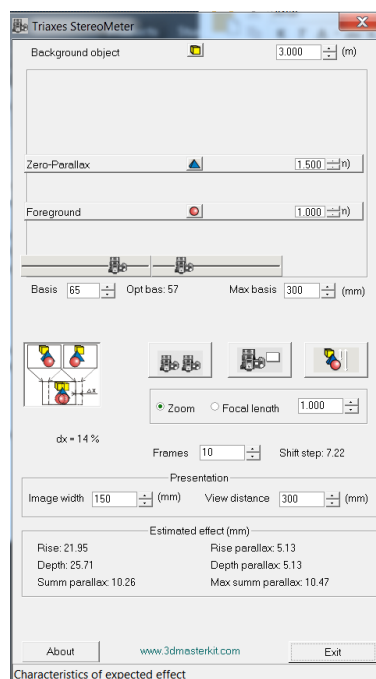 Triaxes StereoMeter
Background object 3.000 (m)
Zero-Parallax 1.500 n)
Foreground 1.000 n)
Basis 65 Opt bas: 57 Max basis 300 (mm)
Zoom Focal length 1.000
dx = 14 %
Frames 10 Shift step: 7.22
Presentation
Image width 150 (mm) View distance 300 (mm)
Estimated effect (mm)
Rise: 21.95 Rise parallax: 5.13
Depth: 25.71 Depth parallax: 5.13
Summ parallax: 10.26 Max summ parallax: 10.47
About www.3dmasterkit.com Exit
Characteristics of expected effect